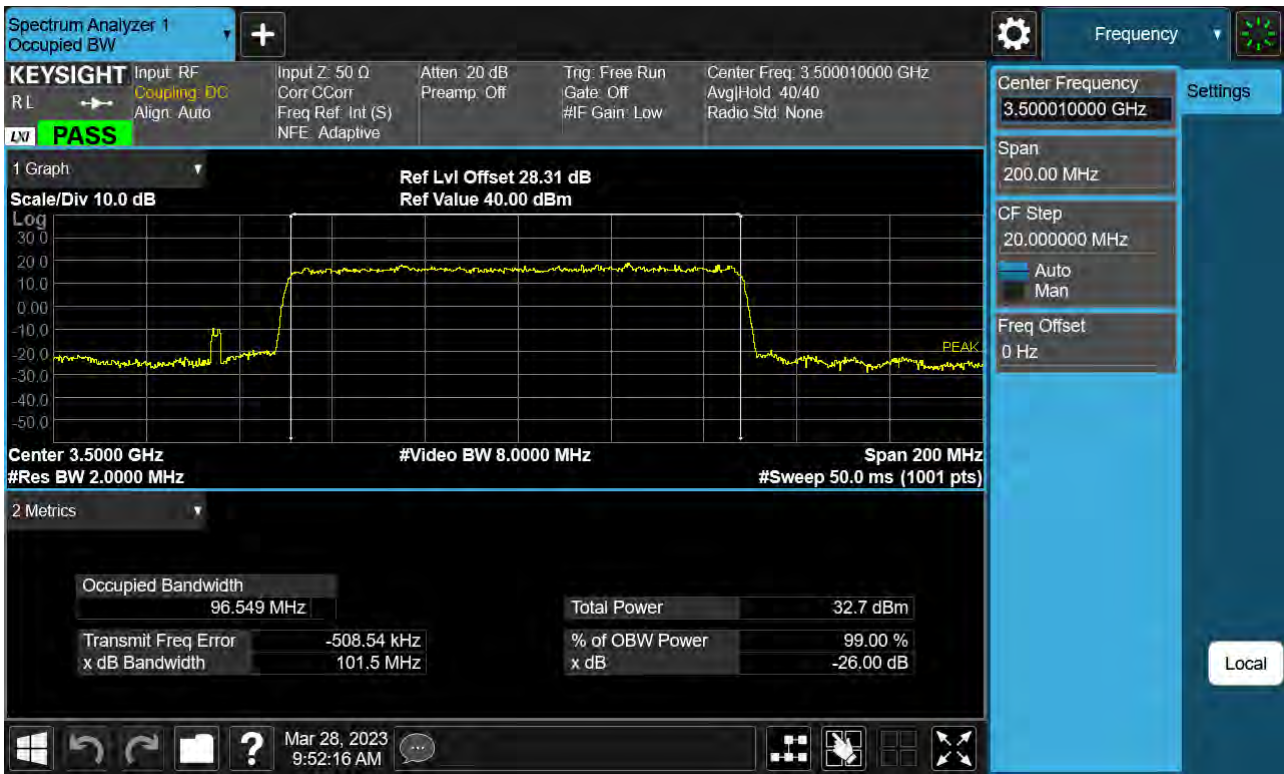 Spectrum Analyzer 1
Occupied BW
+
Frequency
KEYSIGHT
RL
LXI
PASS
Input: RF
Coupling: DC
Align: Auto
Input Z: 50 Ω
Corr CCorr
Freq Ref: Int (S)
NFE: Adaptive
Atten: 20 dB
Preamp: Off
Trig: Free Run
Gate: Off
#IF Gain: Low
Center Freq: 3.500010000 GHz
Avg|Hold: 40/40
Radio Std: None
1 Graph
Scale/Div 10.0 dB
Ref Lvl Offset 28.31 dB
Ref Value 40.00 dBm
Log
30.0
20.0
10.0
0.00
-10.0
-20.0
-30.0
-40.0
-50.0
PEAK
Center 3.5000 GHz
#Res BW 2.0000 MHz
#Video BW 8.0000 MHz
Span 200 MHz
#Sweep 50.0 ms (1001 pts)
2 Metrics
Occupied Bandwidth
96.549 MHz
Transmit Freq Error -508.54 kHz
x dB Bandwidth 101.5 MHz
Total Power 32.7 dBm
% of OBW Power 99.00 %
x dB -26.00 dB
Center Frequency
3.500010000 GHz
Span
200.00 MHz
CF Step
20.000000 MHz
Auto
Man
Freq Offset
0 Hz
Settings
Local
?
Mar 28, 2023
9:52:16 AM